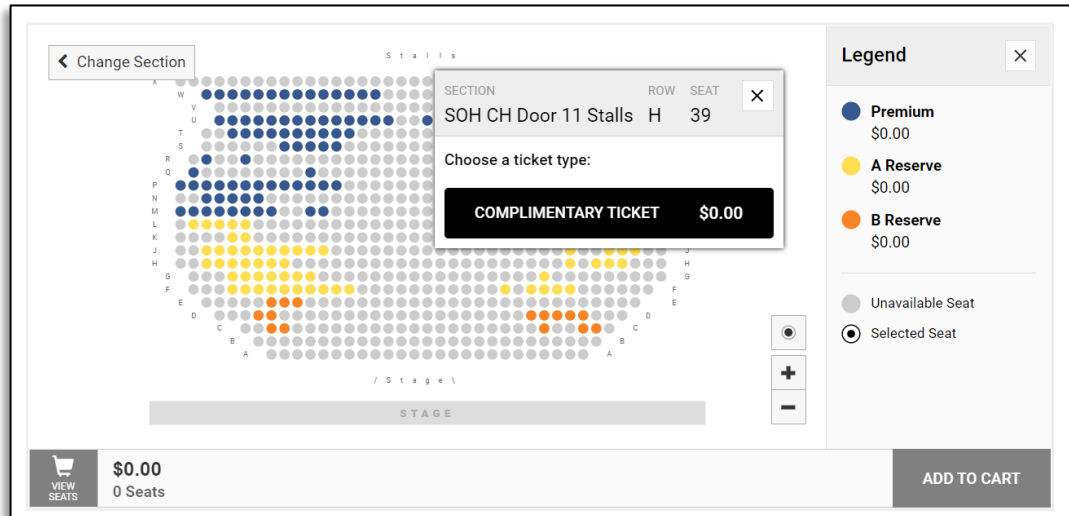 Change Section
Stalls
SECTION ROW SEAT
SOH CH Door 11 Stalls H 39
Choose a ticket type:
COMPLIMENTARY TICKET $0.00
X
W
V
U
T
S
R
Q
P
N
M
L
K
J J
H H
G G
F F
E E
D D
C C
B B
A A
/ Stage \
STAGE
VIEW
SEATS
$0.00
0 Seats
ADD TO CART
Legend
Premium
$0.00
A Reserve
$0.00
B Reserve
$0.00
Unavailable Seat
Selected Seat